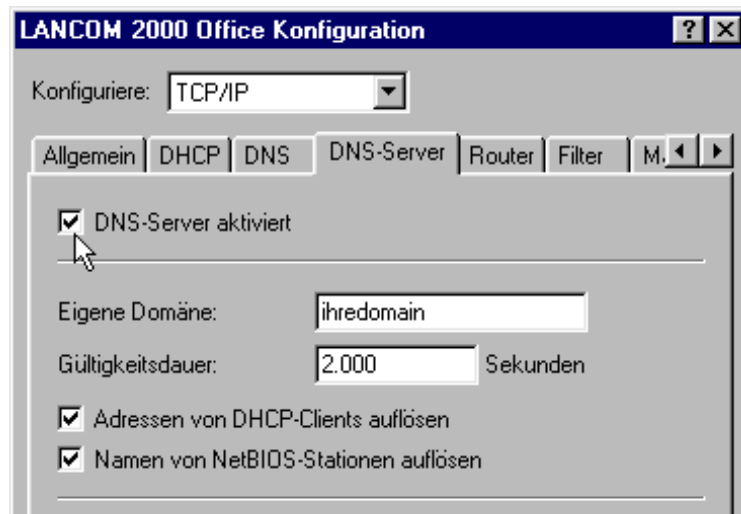 LANCOM 2000 Office Konfiguration
Konfiguriere: TCP/IP
Allgemein DHCP DNS DNS-Server Router Filter
DNS-Server aktiviert
Eigene Domäne: ihredomain
Gültigkeitsdauer: 2.000 Sekunden
Adressen von DHCP-Clients auflösen
Namen von NetBIOS-Stationen auflösen